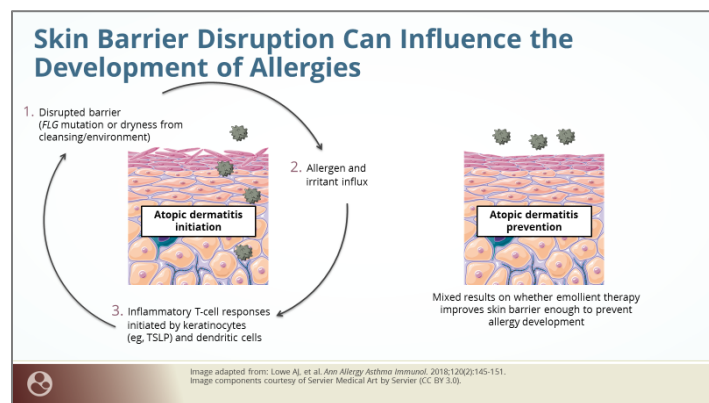 Skin Barrier Disruption Can Influence the
Development of Allergies
1. Disrupted barrier
(FLG mutation or dryness from
cleansing/environment)
2. Allergen and
irritant influx
Atopic dermatitis
initiation
3. Inflammatory T-cell responses
initiated by keratinocytes
(eg, TSLP) and dendritic cells
Atopic dermatitis
prevention
Mixed results on whether emollient therapy
improves skin barrier enough to prevent
allergy development
Image adapted from: Lowe AJ, et al. Ann Allergy Asthma Immunol. 2018;120(2):145-151.
Image components courtesy of Servier Medical Art by Servier (CC BY 3.0).